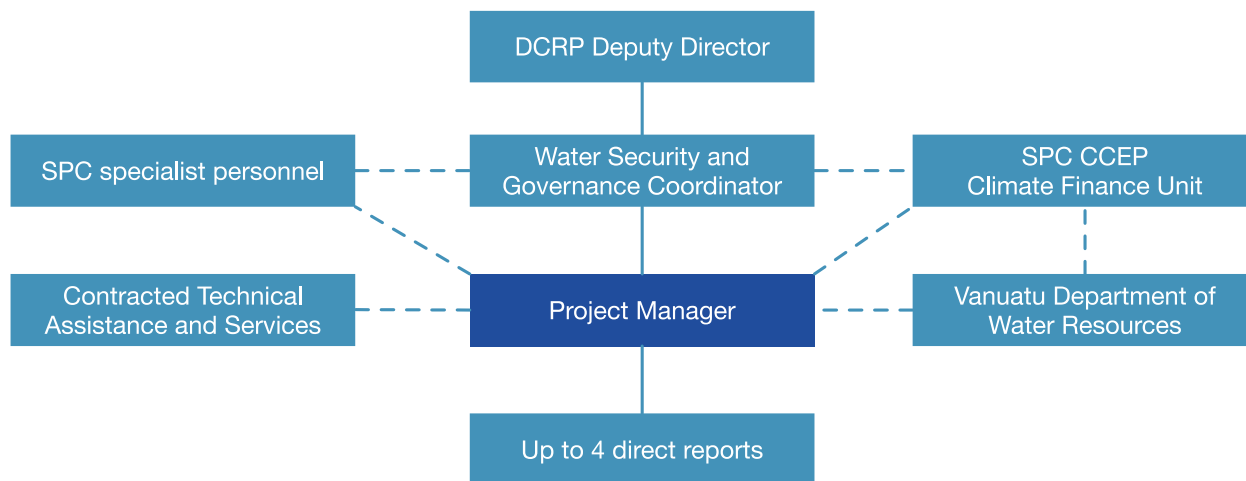 DCRP Deputy Director
SPC specialist personnel
Water Security and
Governance Coordinator
SPC CCEP
Climate Finance Unit
Contracted Technical
Assistance and Services
Project Manager
Vanuatu Department of
Water Resources
Up to 4 direct reports